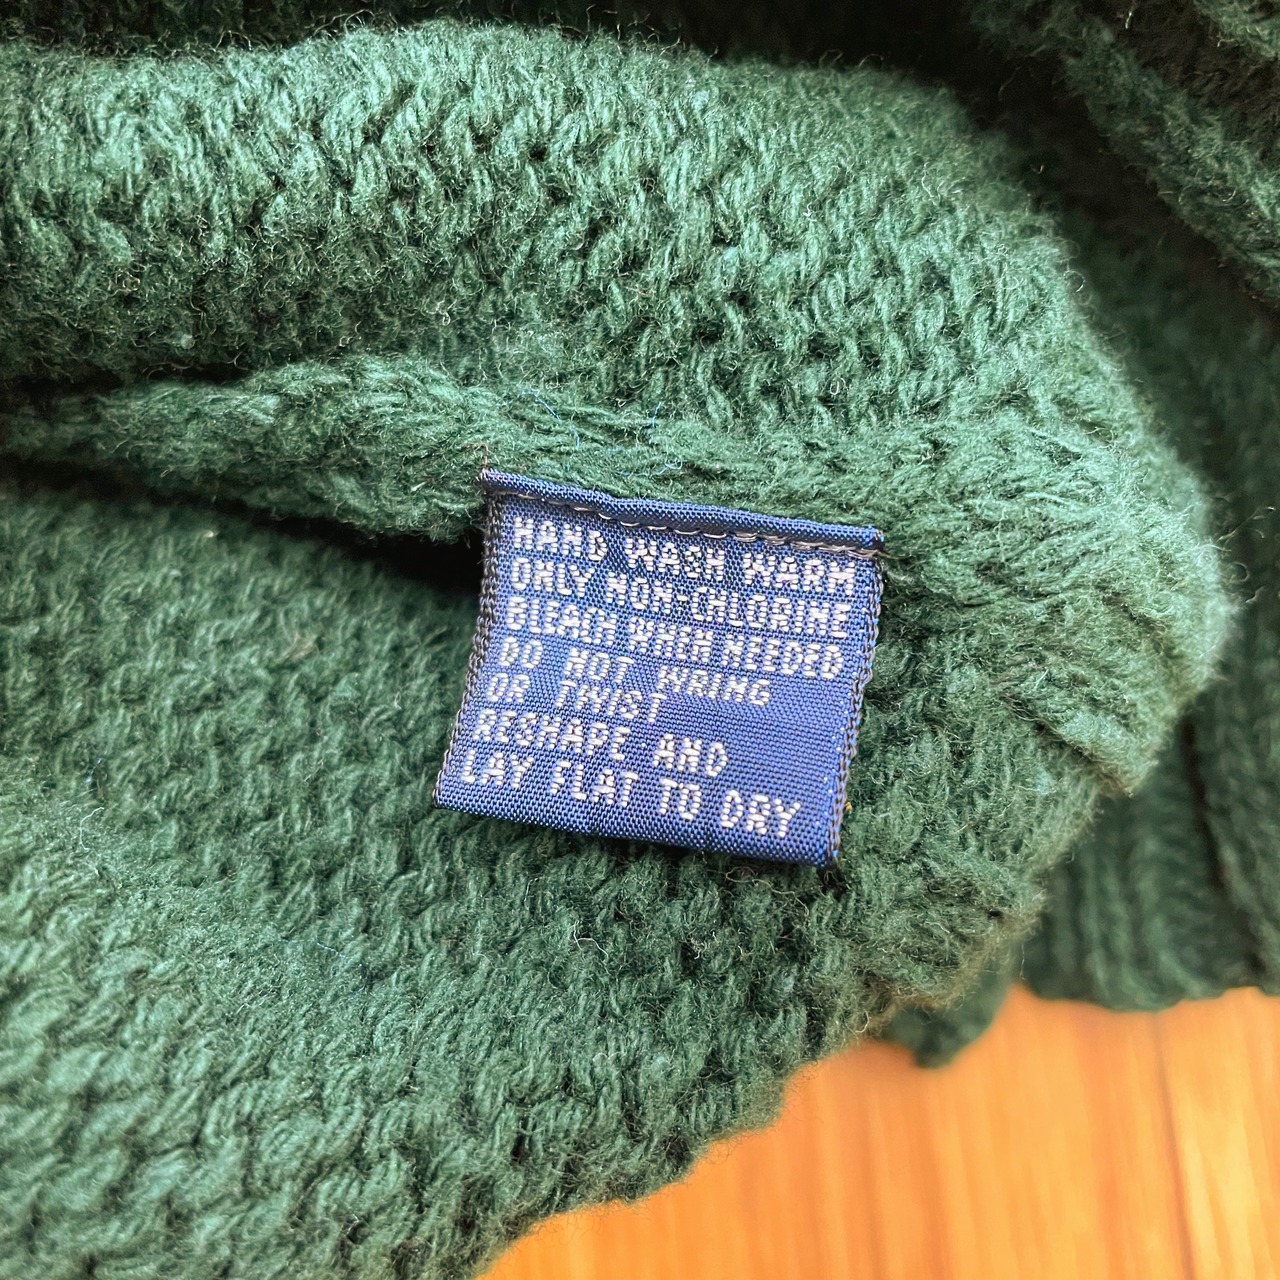 HAND WASH WARM
ONLY NON-CHLORINE
BLEACH WHEN NEEDED
DO NOT WRING
OR TWIST
RESHAPE AND
LAY FLAT TO DRY